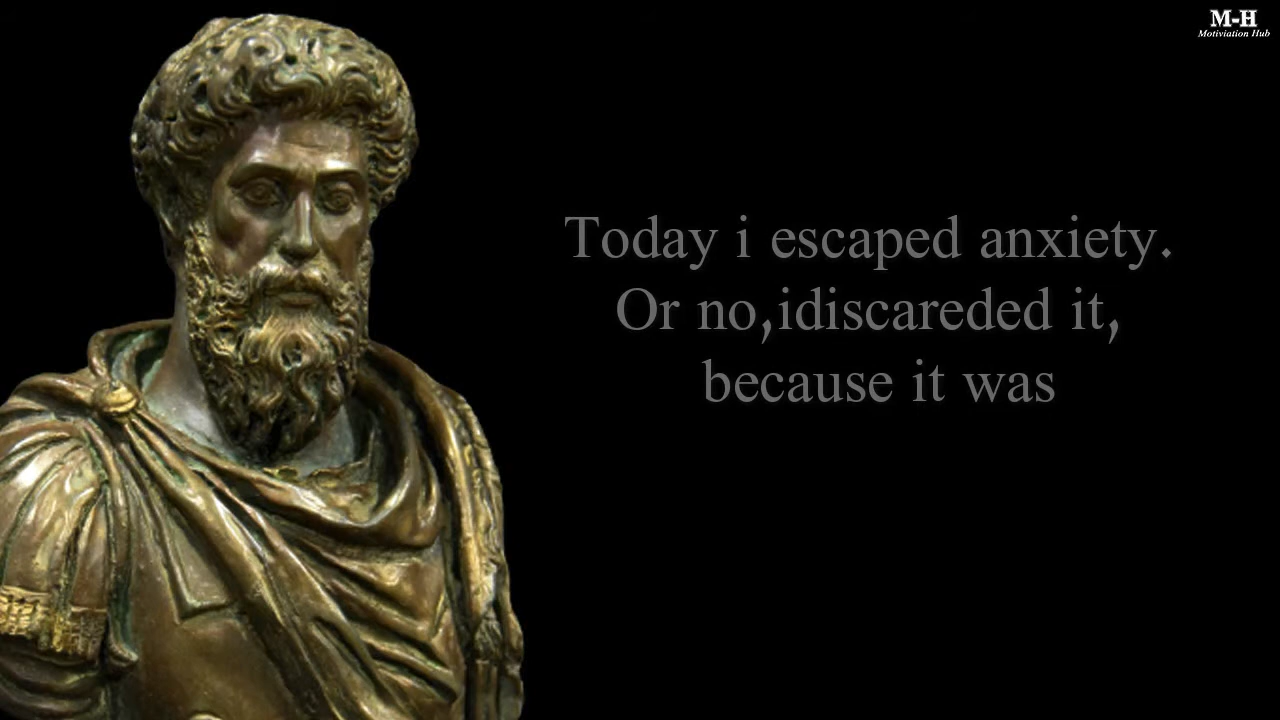 M-H
Motiviation Hub
Today i escaped anxiety.
Or no,idiscareded it,
because it was